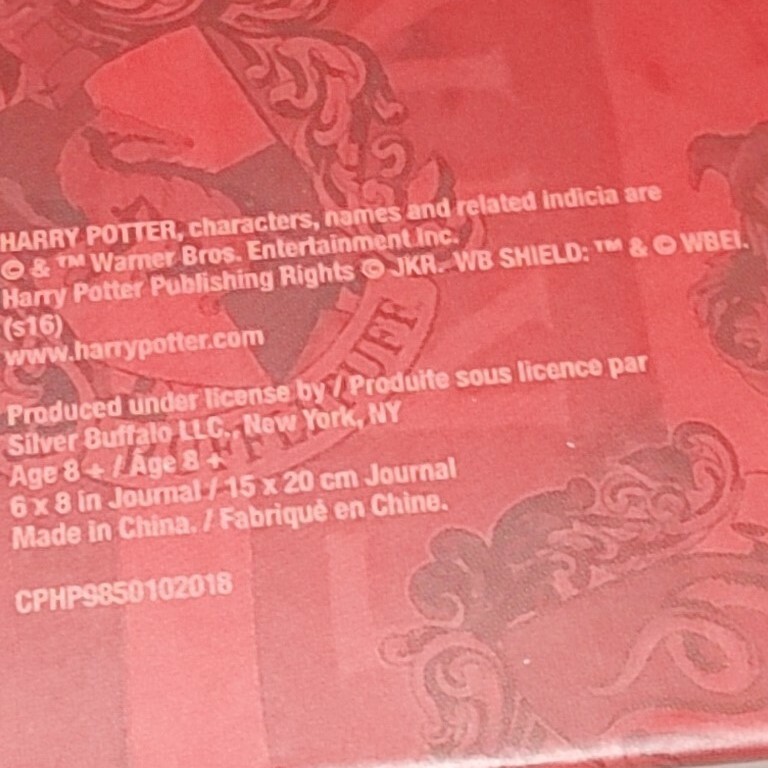 HARRY POTTER, characters, names and related indicia are
© & ™ Warner Bros. Entertainment Inc.
Harry Potter Publishing Rights © JKR. WB SHIELD: ™ & © WBEI.
(s16)
www.harrypotter.com
Produced under license by / Produite sous licence par
Silver Buffalo LLC., New York, NY
Age 8 + / Age 8 +
6 x 8 in Journal / 15 x 20 cm Journal
Made in China. / Fabriqué en Chine.
CPHP9850102018
HUFFLEPUFF